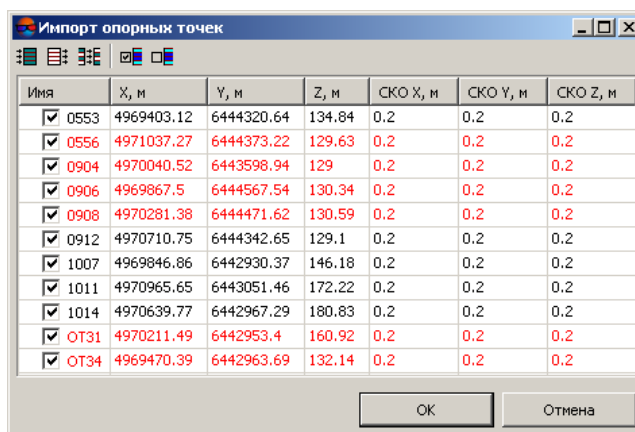 Импорт опорных точек
Имя X, м Y, м Z, м СКО X, м СКО Y, м СКО Z, м
0553 4969403.12 6444320.64 134.84 0.2 0.2 0.2
0556 4971037.27 6444373.22 129.63 0.2 0.2 0.2
0904 4970040.52 6443598.94 129 0.2 0.2 0.2
0906 4969867.5 6444567.54 130.34 0.2 0.2 0.2
0908 4970281.38 6444471.62 130.59 0.2 0.2 0.2
0912 4970710.75 6444342.65 129.1 0.2 0.2 0.2
1007 4969846.86 6442930.37 146.18 0.2 0.2 0.2
1011 4970965.65 6443051.46 172.22 0.2 0.2 0.2
1014 4970639.77 6442967.29 180.83 0.2 0.2 0.2
ОТ31 4970211.49 6442953.4 160.92 0.2 0.2 0.2
ОТ34 4969470.39 6442963.69 132.14 0.2 0.2 0.2
OK Отмена